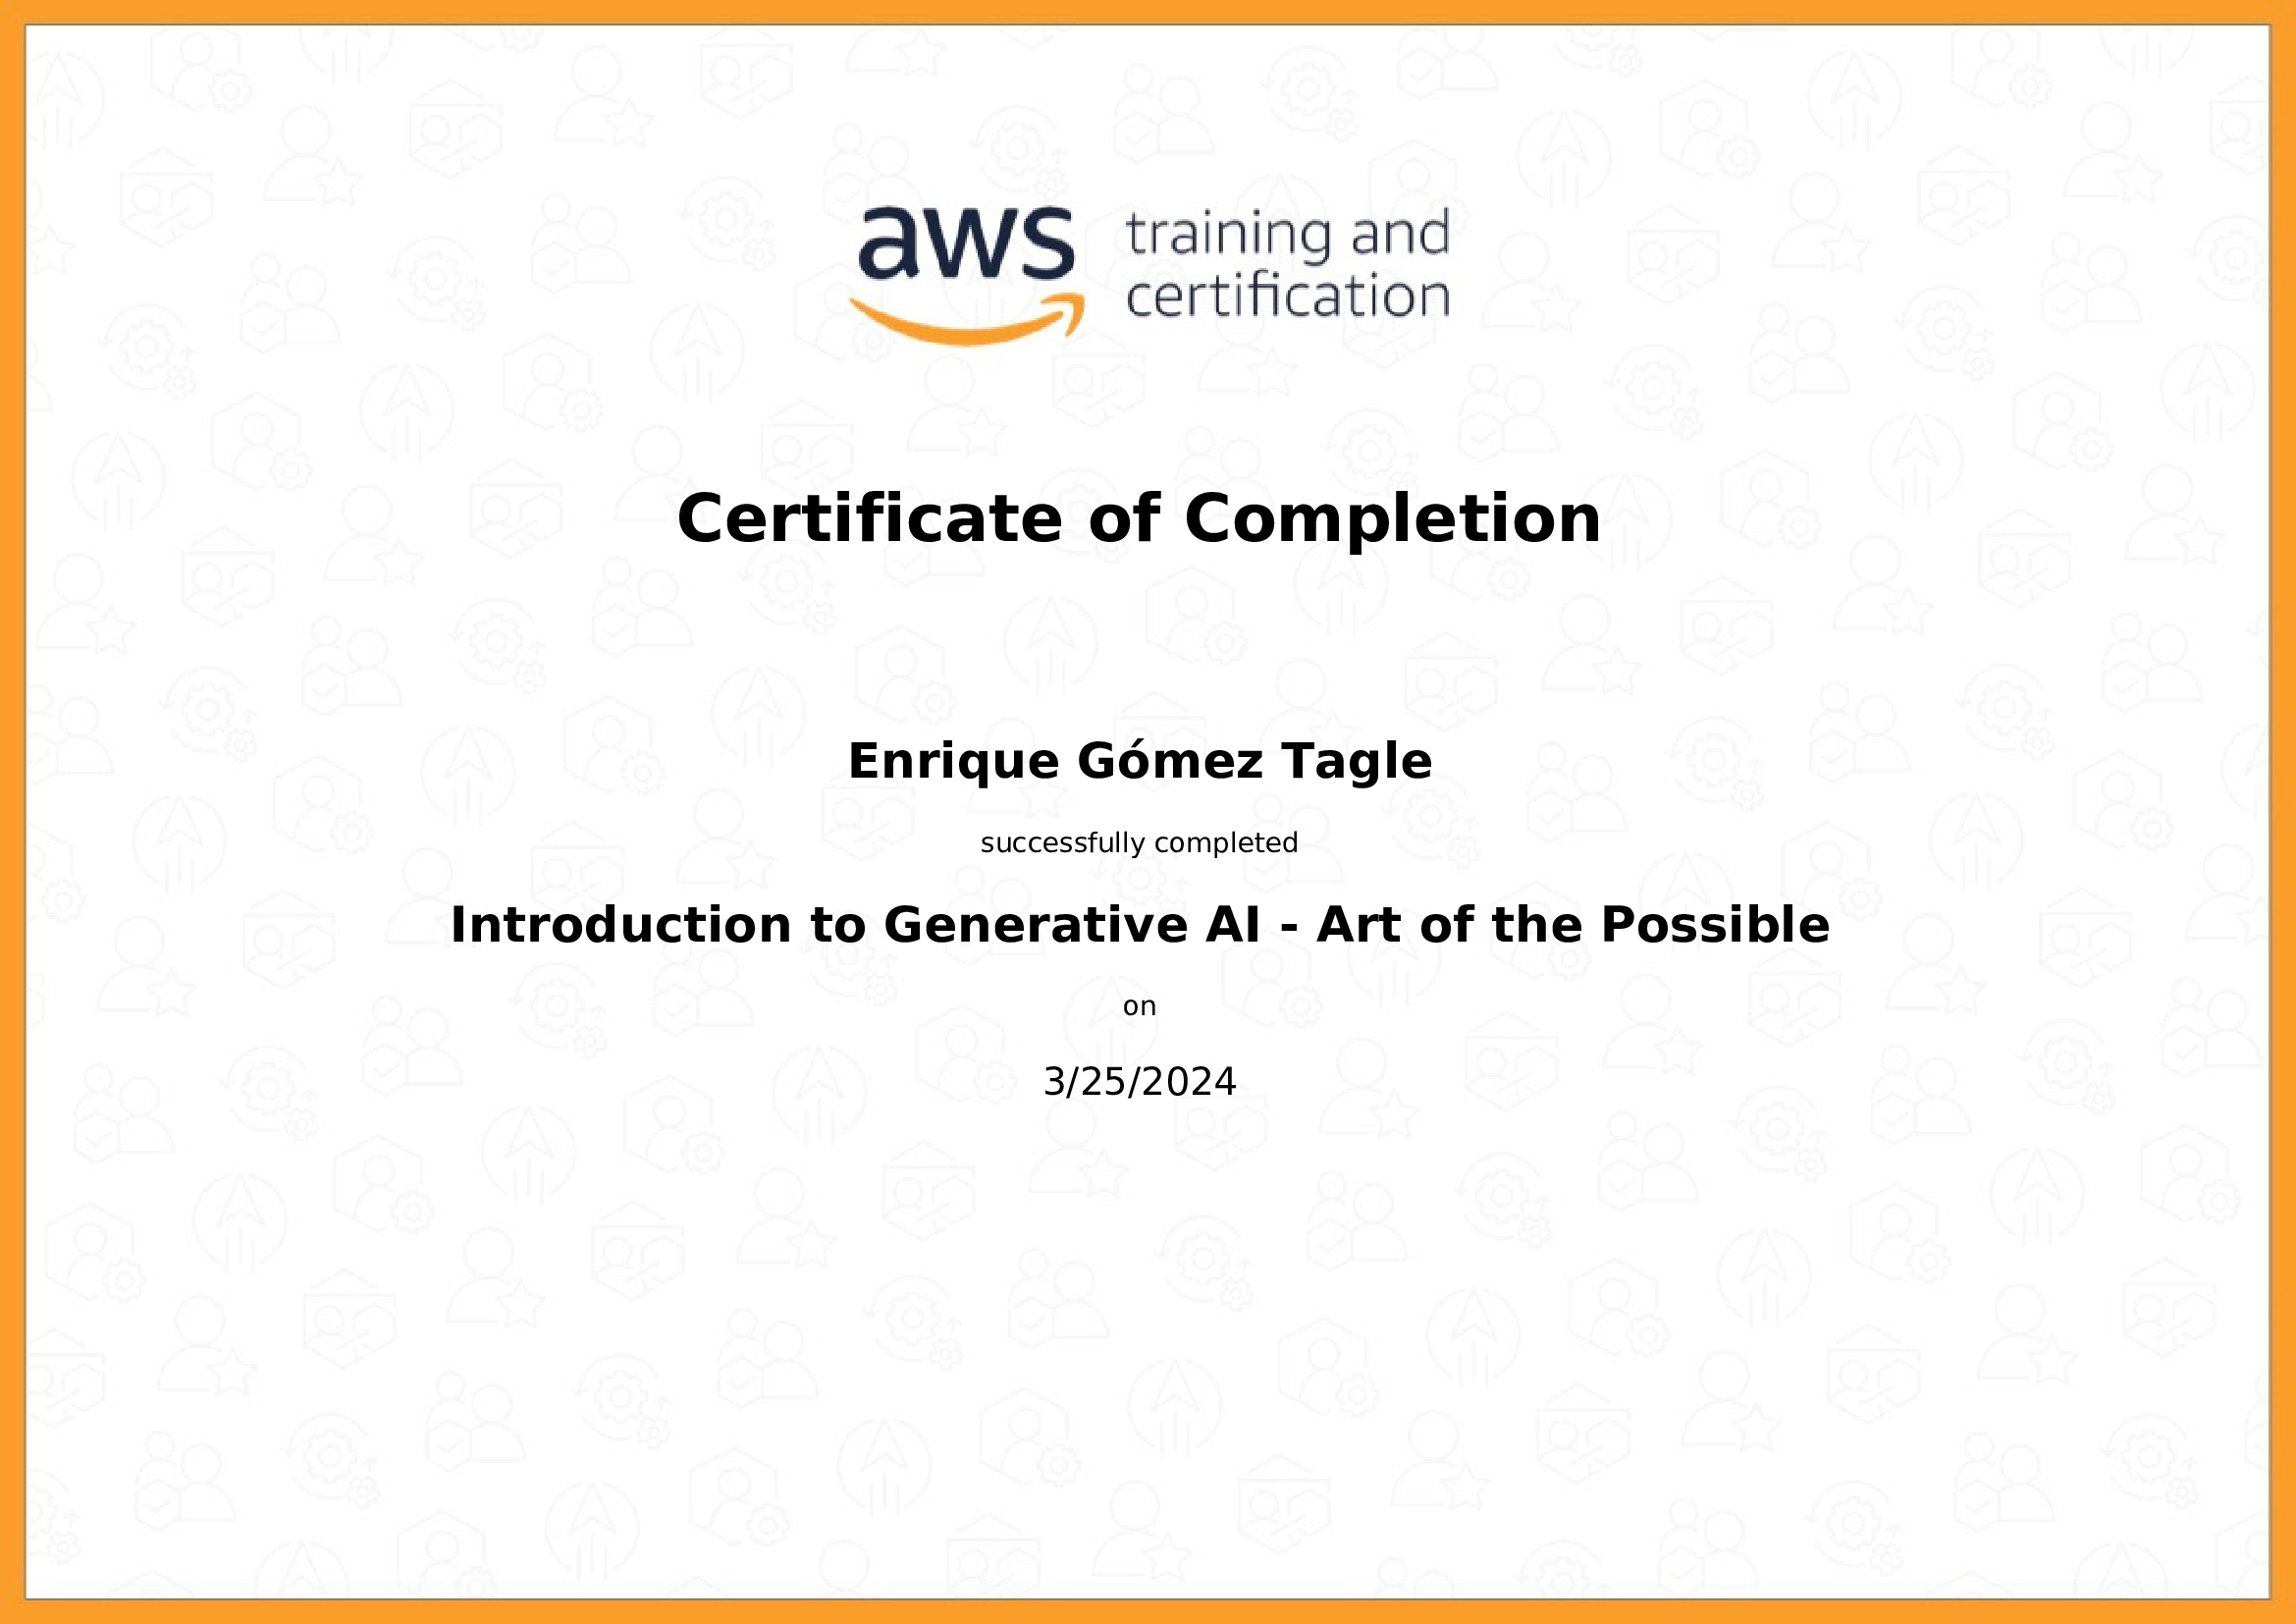 aws training and
certification
Certificate of Completion
Enrique Gómez Tagle
successfully completed
Introduction to Generative AI - Art of the Possible
on
3/25/2024